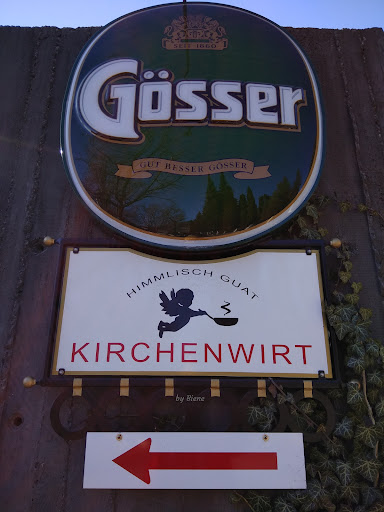 SEIT 1860
Gösser
GUT BESSER GÖSSER
HIMMLISCH GUAT
KIRCHENWIRT
by Biene